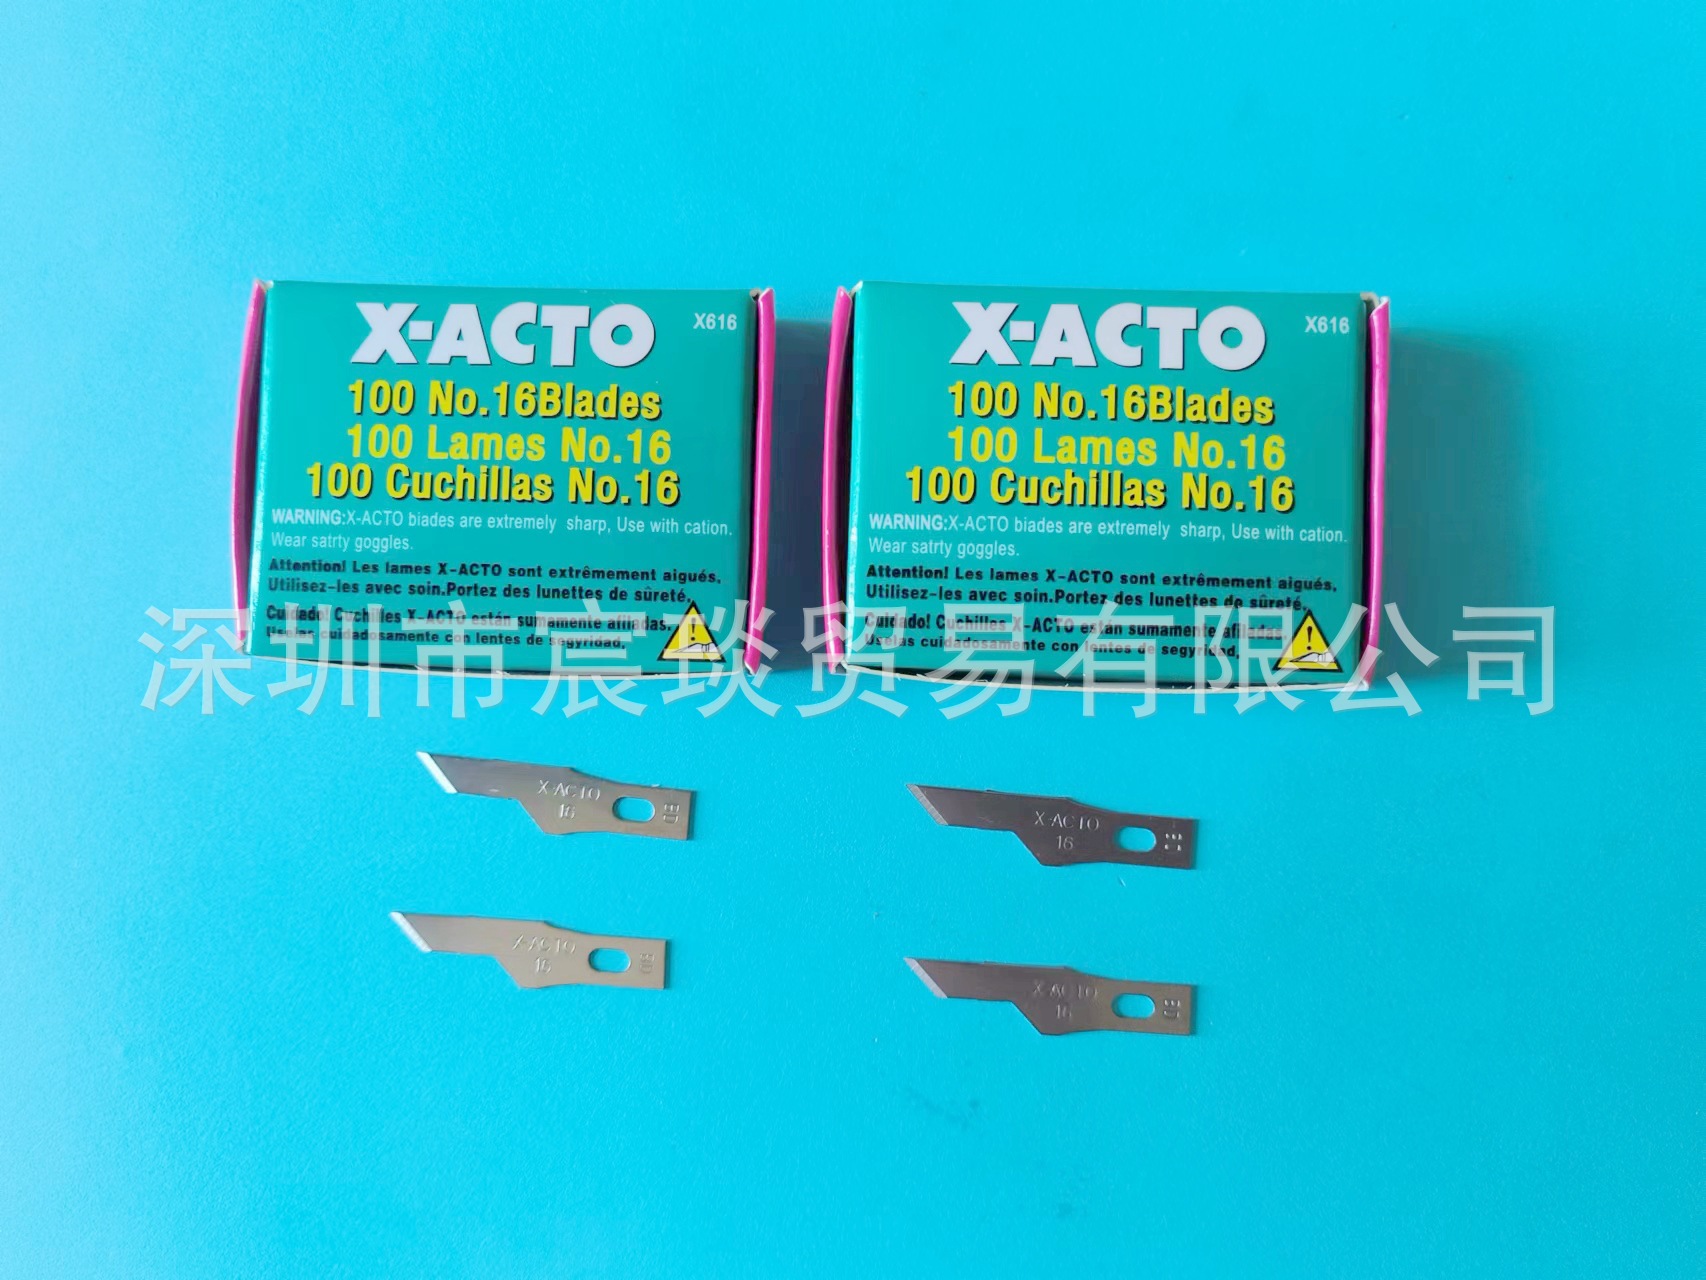 X-ACTO X616
100 No.16Blades
100 Lames No.16
100 Cuchillas No.16
WARNING:X-ACTO blades are extremely sharp, Use with cation.
Wear satrty goggles.
Attention! Les lames X-ACTO sont extrêmement aigués.
Utilisez-les avec soin.Portez des lunettes de sûreté.
Cuidado! Cuchilles X-ACTO están sumamente afiladas.
Uselas cuidadosamente con lentes de segyridad,
X-ACTO X616
100 No.16Blades
100 Lames No.16
100 Cuchillas No.16
WARNING:X-ACTO blades are extremely sharp, Use with cation.
Wear satrty goggles.
Attention! Les lames X-ACTO sont extrêmement aigués.
Utilisez-les avec soin.Portez des lunettes de sûreté.
Cuidado! Cuchilles X-ACTO están sumamente afiladas.
Uselas cuidadosamente con lentes de segyridad,
深圳市宸琰贸易有限公司
X-ACTO
16
X-ACTO
16
X-ACTO
16
X-ACTO
16